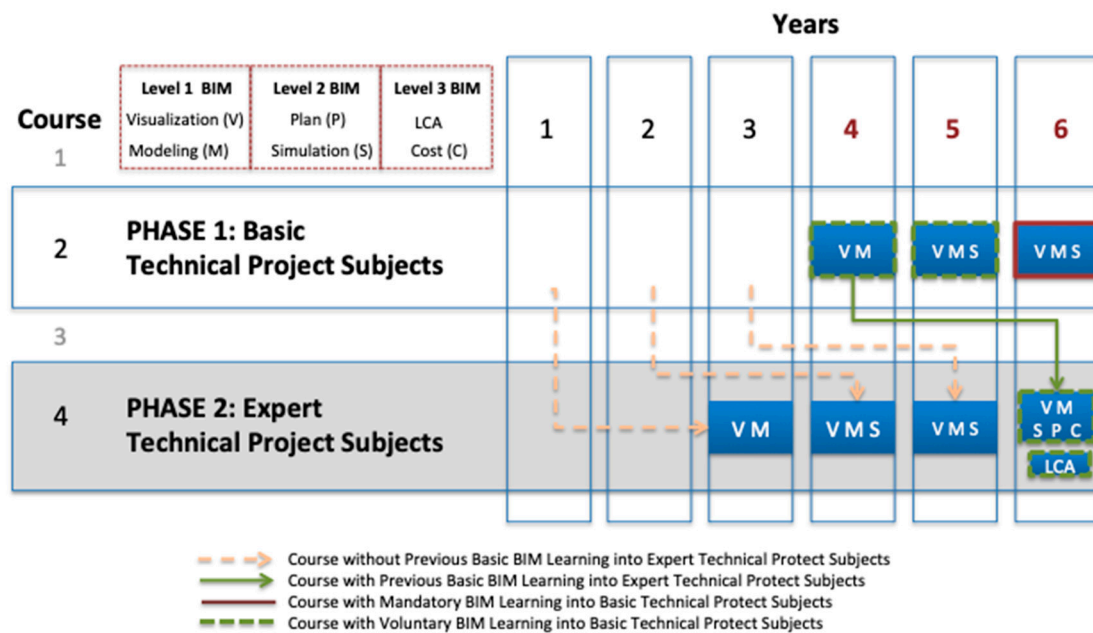 Years
Level 1 BIM
Level 2 BIM
Level 3 BIM
Course
Visualization (V)
Plan (P)
LCA
Modeling (M)
Simulation (S)
Cost (C)
1
2
3
4
5
6
1
2
PHASE 1: Basic
Technical Project Subjects
V M
V M S
V M S
3
4
PHASE 2: Expert
Technical Project Subjects
V M
V M S
V M S
V M
S P C
LCA
Course without Previous Basic BIM Learning into Expert Technical Protect Subjects
Course with Previous Basic BIM Learning into Expert Technical Protect Subjects
Course with Mandatory BIM Learning into Basic Technical Protect Subjects
Course with Voluntary BIM Learning into Basic Technical Protect Subjects